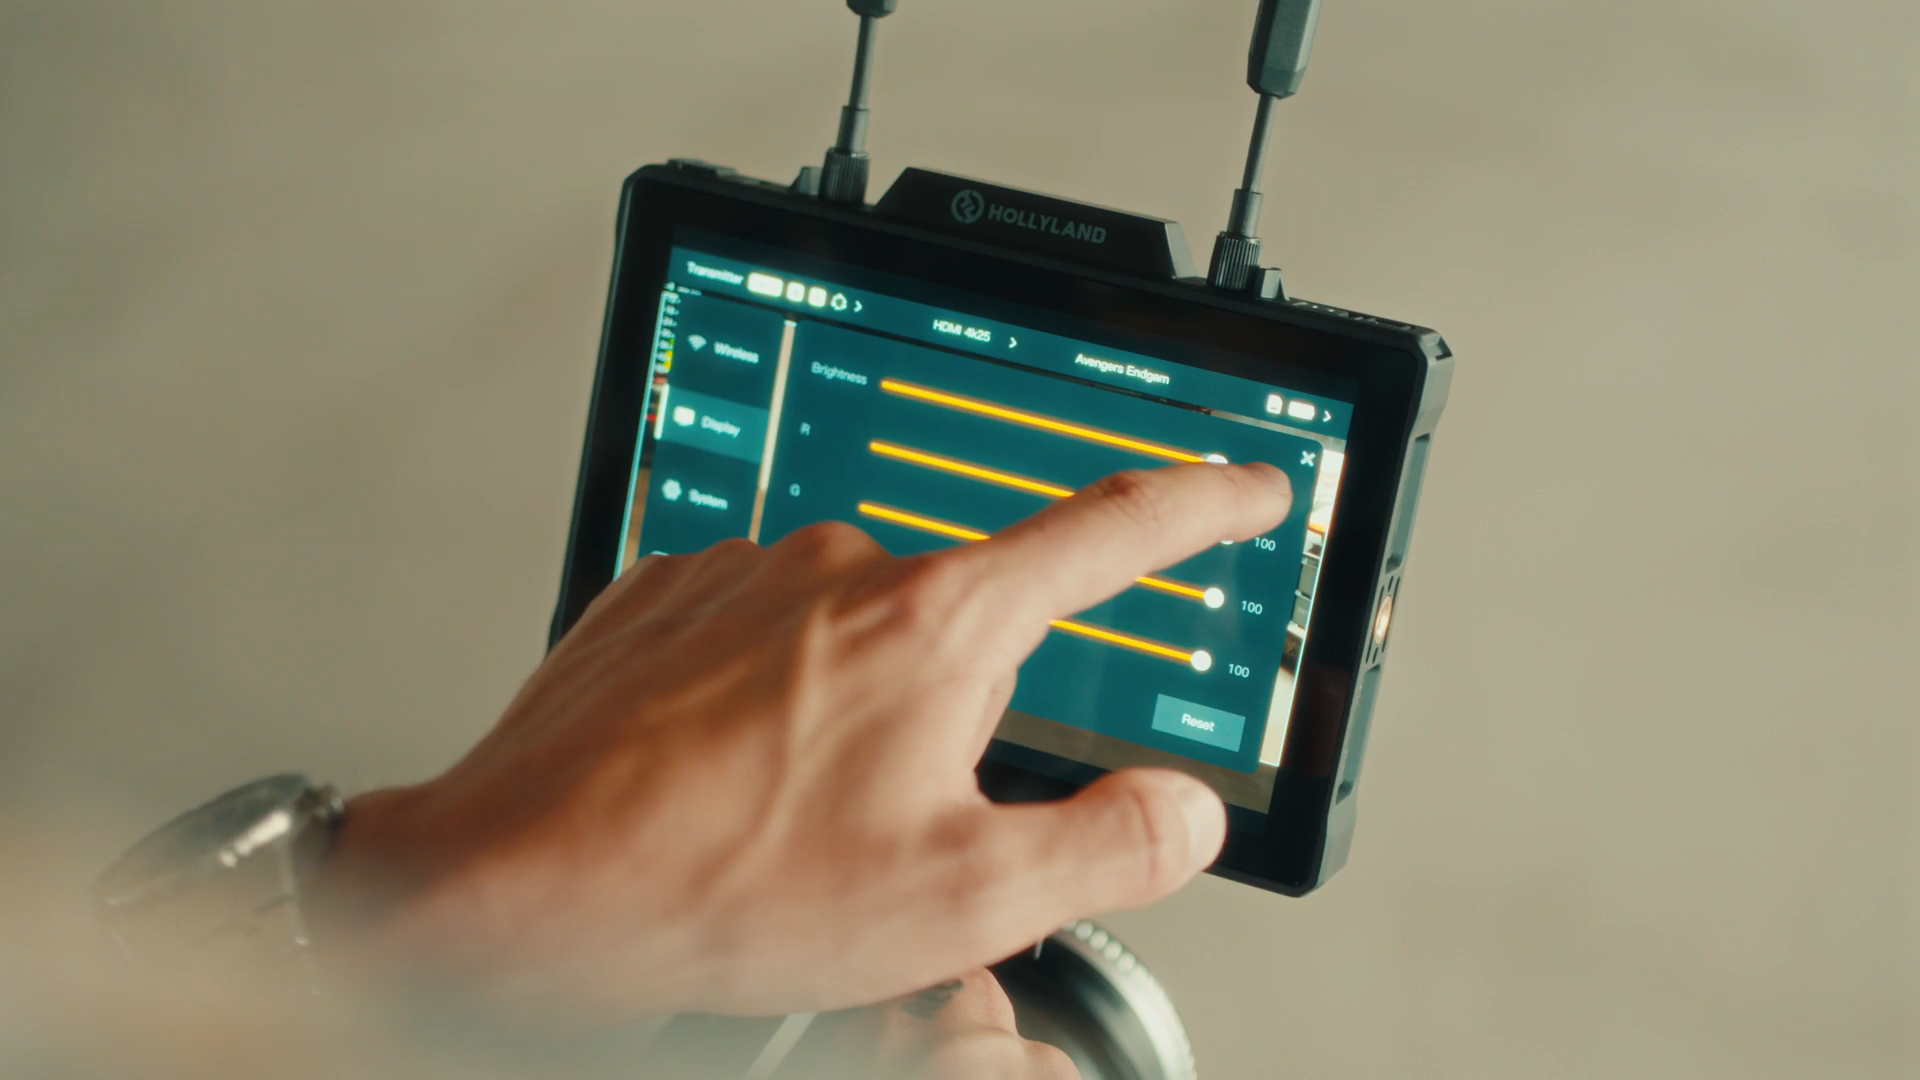 HOLLYLAND
Transmitter
HDMI 4k25
Avengers Endgam
Wireless
Display
System
Brightness
R
G
100
100
100
Reset